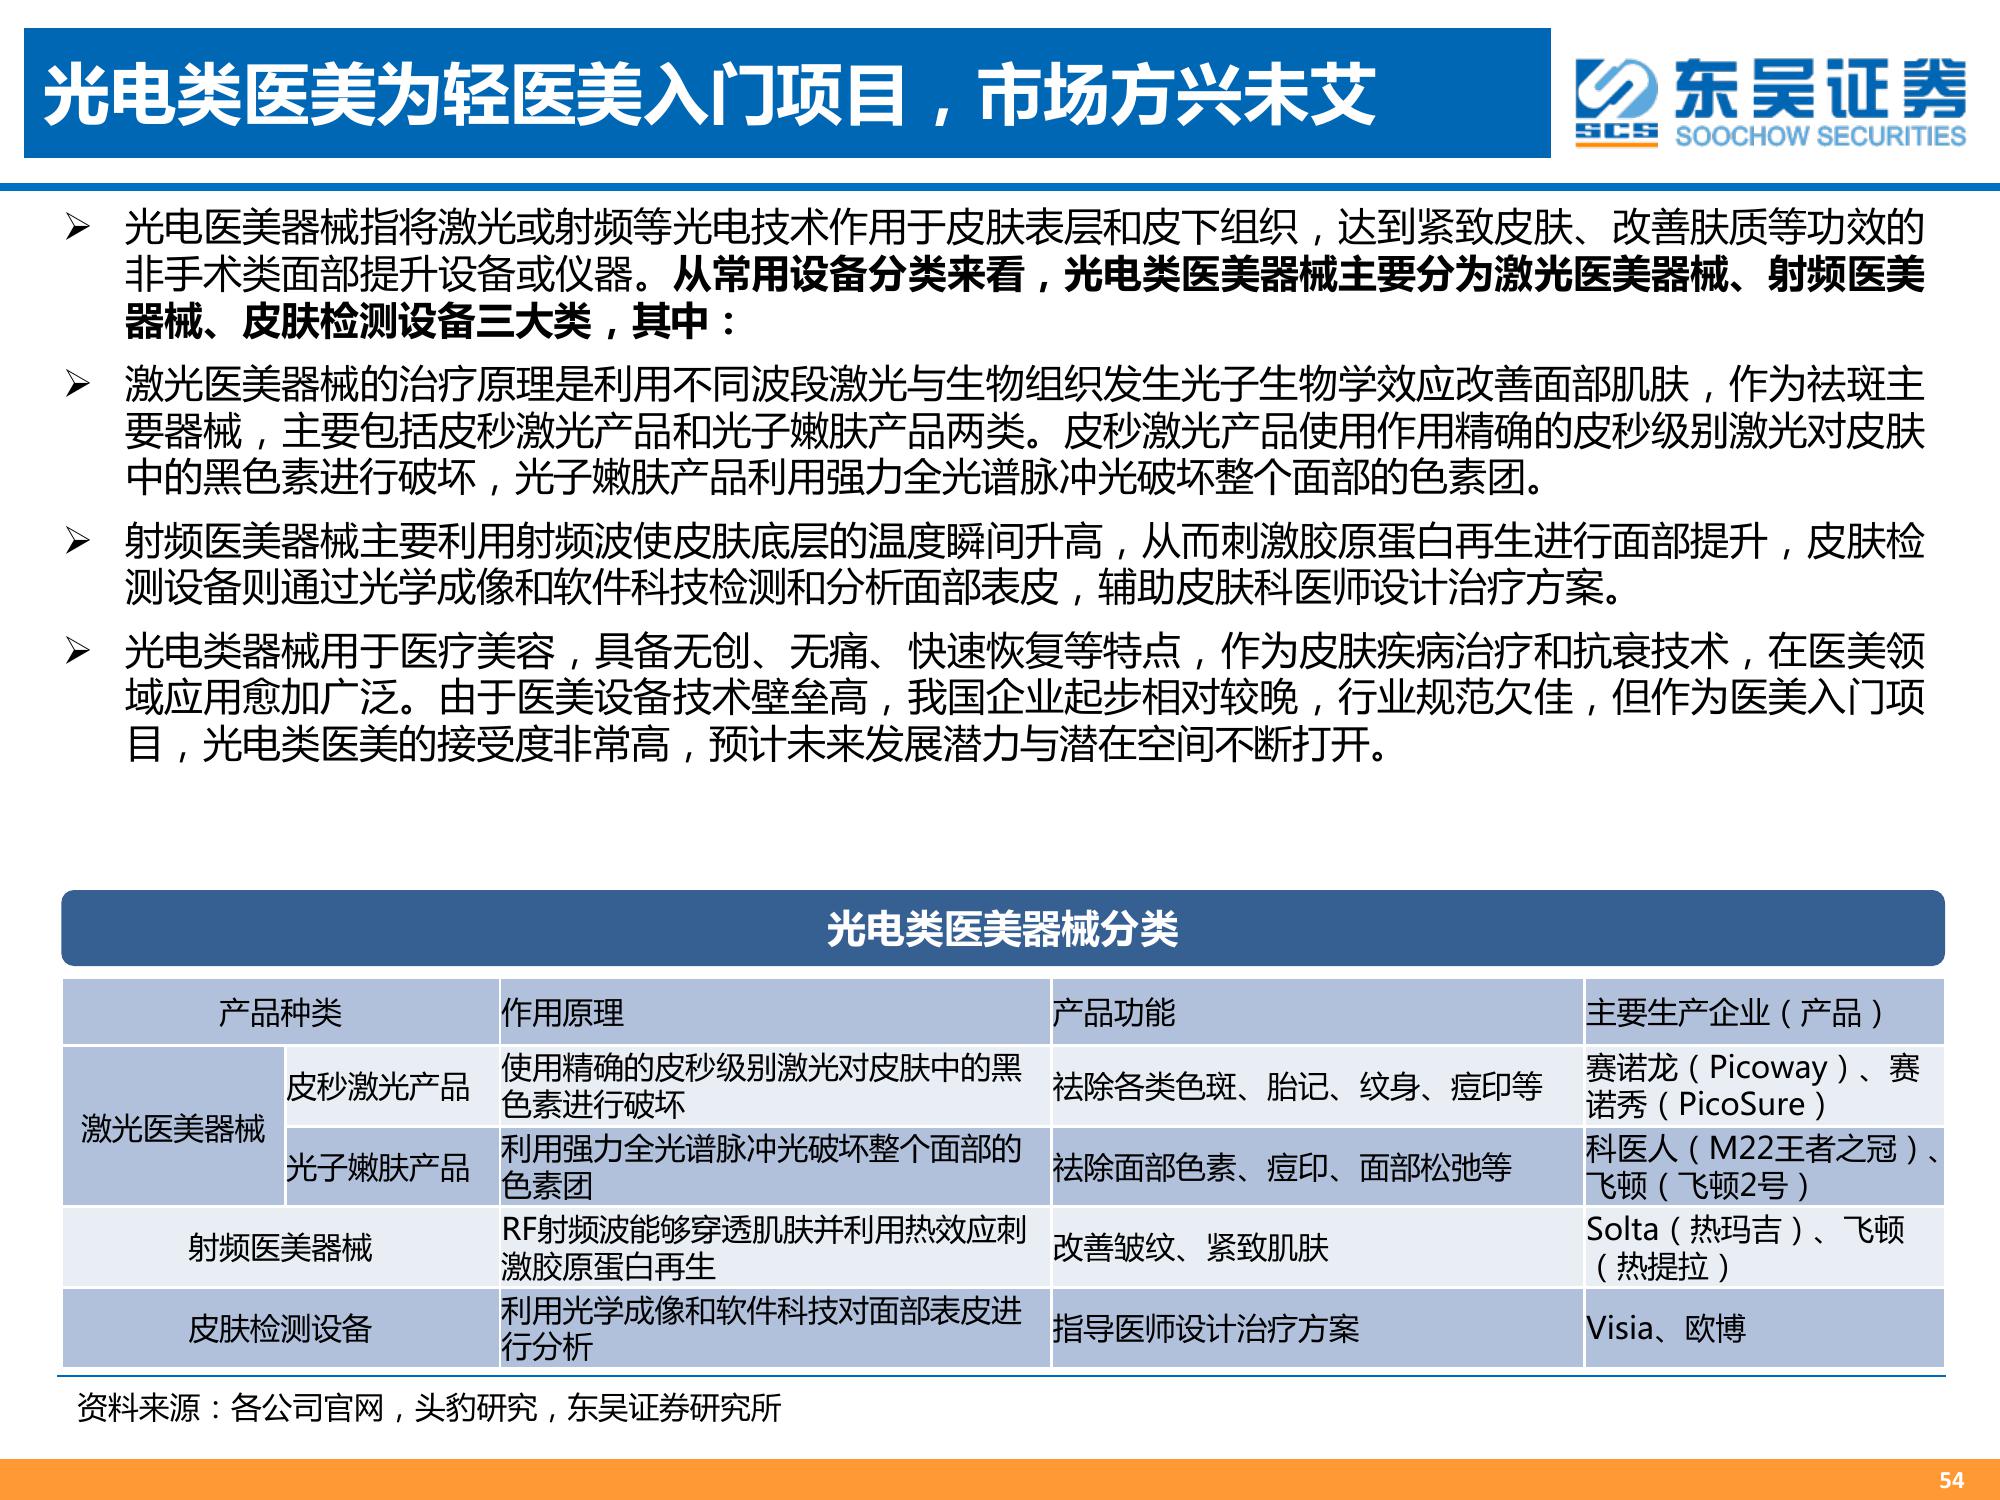 光电类医美为轻医美入门项目，市场方兴未艾
SCS
东吴证券
SOOCHOW SECURITIES
光电医美器械指将激光或射频等光电技术作用于皮肤表层和皮下组织，达到紧致皮肤、改善肤质等功效的
非手术类面部提升设备或仪器。从常用设备分类来看，光电类医美器械主要分为激光医美器械、射频医美
器械、皮肤检测设备三大类，其中：
激光医美器械的治疗原理是利用不同波段激光与生物组织发生光子生物学效应改善面部肌肤，作为祛斑主
要器械，主要包括皮秒激光产品和光子嫩肤产品两类。皮秒激光产品使用作用精确的皮秒级别激光对皮肤
中的黑色素进行破坏，光子嫩肤产品利用强力全光谱脉冲光破坏整个面部的色素团。
射频医美器械主要利用射频波使皮肤底层的温度瞬间升高，从而刺激胶原蛋白再生进行面部提升，皮肤检
测设备则通过光学成像和软件科技检测和分析面部表皮，辅助皮肤科医师设计治疗方案。
光电类器械用于医疗美容，具备无创、无痛、快速恢复等特点，作为皮肤疾病治疗和抗衰技术，在医美领
域应用愈加广泛。由于医美设备技术壁垒高，我国企业起步相对较晚，行业规范欠佳，但作为医美入门项
目，光电类医美的接受度非常高，预计未来发展潜力与潜在空间不断打开。
光电类医美器械分类
产品种类
作用原理
产品功能
主要生产企业（产品）
激光医美器械
皮秒激光产品
使用精确的皮秒级别激光对皮肤中的黑
色素进行破坏
祛除各类色斑、胎记、纹身、痘印等
赛诺龙（Picoway）、赛
诺秀（PicoSure）
光子嫩肤产品
利用强力全光谱脉冲光破坏整个面部的
色素团
祛除面部色素、痘印、面部松弛等
科医人（M22王者之冠）、
飞顿（飞顿2号）
射频医美器械
RF射频波能够穿透肌肤并利用热效应刺
激胶原蛋白再生
改善皱纹、紧致肌肤
Solta（热玛吉）、飞顿
（热提拉）
皮肤检测设备
利用光学成像和软件科技对面部表皮进
行分析
指导医师设计治疗方案
Visia、欧博
资料来源：各公司官网，头豹研究，东吴证券研究所
54